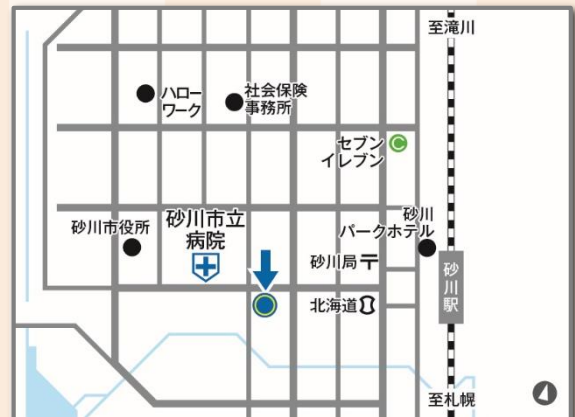 至滝川
ハロー
ワーク
社会保険
事務所
セブン
イレブン
砂川市役所
砂川市立
病院
砂川
パークホテル
砂川局
北海道
砂川駅
至札幌